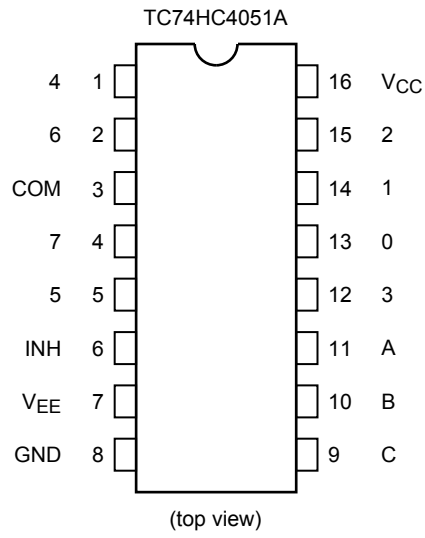 TC74HC4051A
4 1 16 VCC
6 2 15 2
COM 3 14 1
7 4 13 0
5 5 12 3
INH 6 11 A
VEE 7 10 B
GND 8 9 C
(top view)